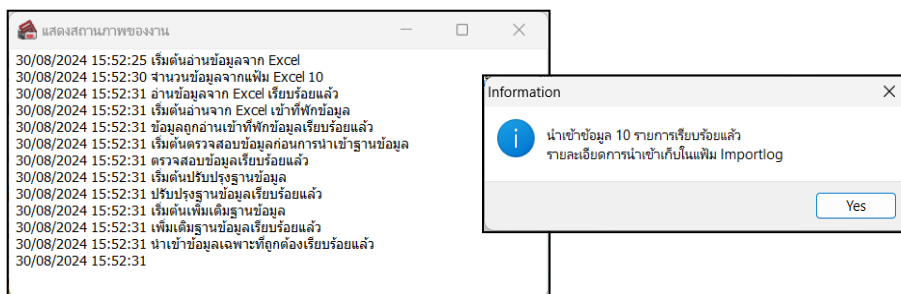 แสดงสถานภาพของงาน
30/08/2024 15:52:25 เริ่มต้นอ่านข้อมูลจาก Excel
30/08/2024 15:52:30 จำนวนข้อมูลจากแฟ้ม Excel 10
30/08/2024 15:52:31 อ่านข้อมูลจาก Excel เรียบร้อยแล้ว
30/08/2024 15:52:31 เริ่มต้นอ่านจาก Excel เข้าที่พักข้อมูล
30/08/2024 15:52:31 ข้อมูลถูกอ่านเข้าที่พักข้อมูลเรียบร้อยแล้ว
30/08/2024 15:52:31 เริ่มต้นตรวจสอบข้อมูลก่อนการนำเข้าฐานข้อมูล
30/08/2024 15:52:31 ตรวจสอบข้อมูลเรียบร้อยแล้ว
30/08/2024 15:52:31 เริ่มต้นปรับปรุงฐานข้อมูล
30/08/2024 15:52:31 ปรับปรุงฐานข้อมูลเรียบร้อยแล้ว
30/08/2024 15:52:31 เริ่มต้นเพิ่มเติมฐานข้อมูล
30/08/2024 15:52:31 เพิ่มเติมฐานข้อมูลเรียบร้อยแล้ว
30/08/2024 15:52:31 นำเข้าข้อมูลเฉพาะที่ถูกต้องเรียบร้อยแล้ว
30/08/2024 15:52:31
Information
นำเข้าข้อมูล 10 รายการเรียบร้อยแล้ว
รายละเอียดการนำเข้าเก็บในแฟ้ม Importlog
Yes